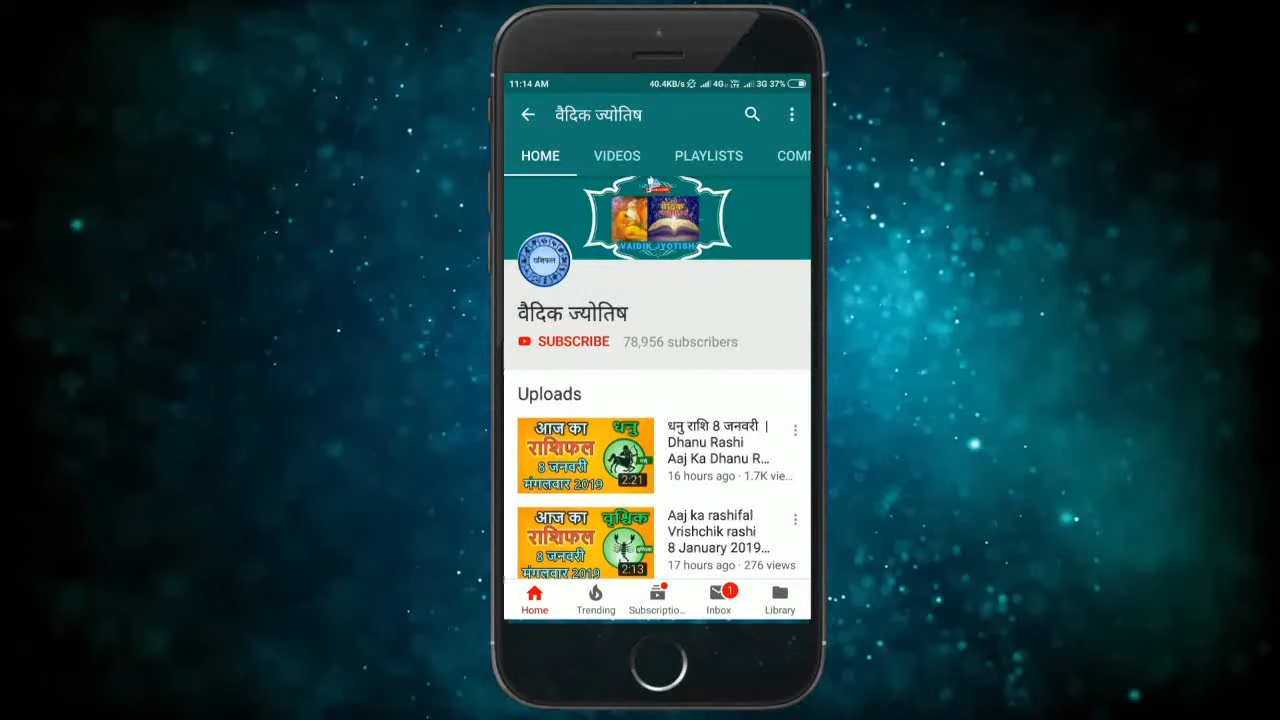 11:14 AM
40.4KB/s 4G 3G 37%
वैदिक ज्योतिष
HOME VIDEOS PLAYLISTS COMM
वैदिक
VAIDIK JYOTISH
राशिफल
वैदिक ज्योतिष
SUBSCRIBE 78,956 subscribers
Uploads
आज का धनु
राशिफल
8 जनवरी
मंगलवार 2019
2:21
धनु राशि 8 जनवरी |
Dhanu Rashi
Aaj Ka Dhanu R...
16 hours ago · 1.7K vie...
आज का वृश्चिक
राशिफल
8 जनवरी
मंगलवार 2019
2:13
Aaj ka rashifal
Vrishchik rashi
8 January 2019...
17 hours ago · 276 views
1
Home Trending Subscriptio... Inbox Library